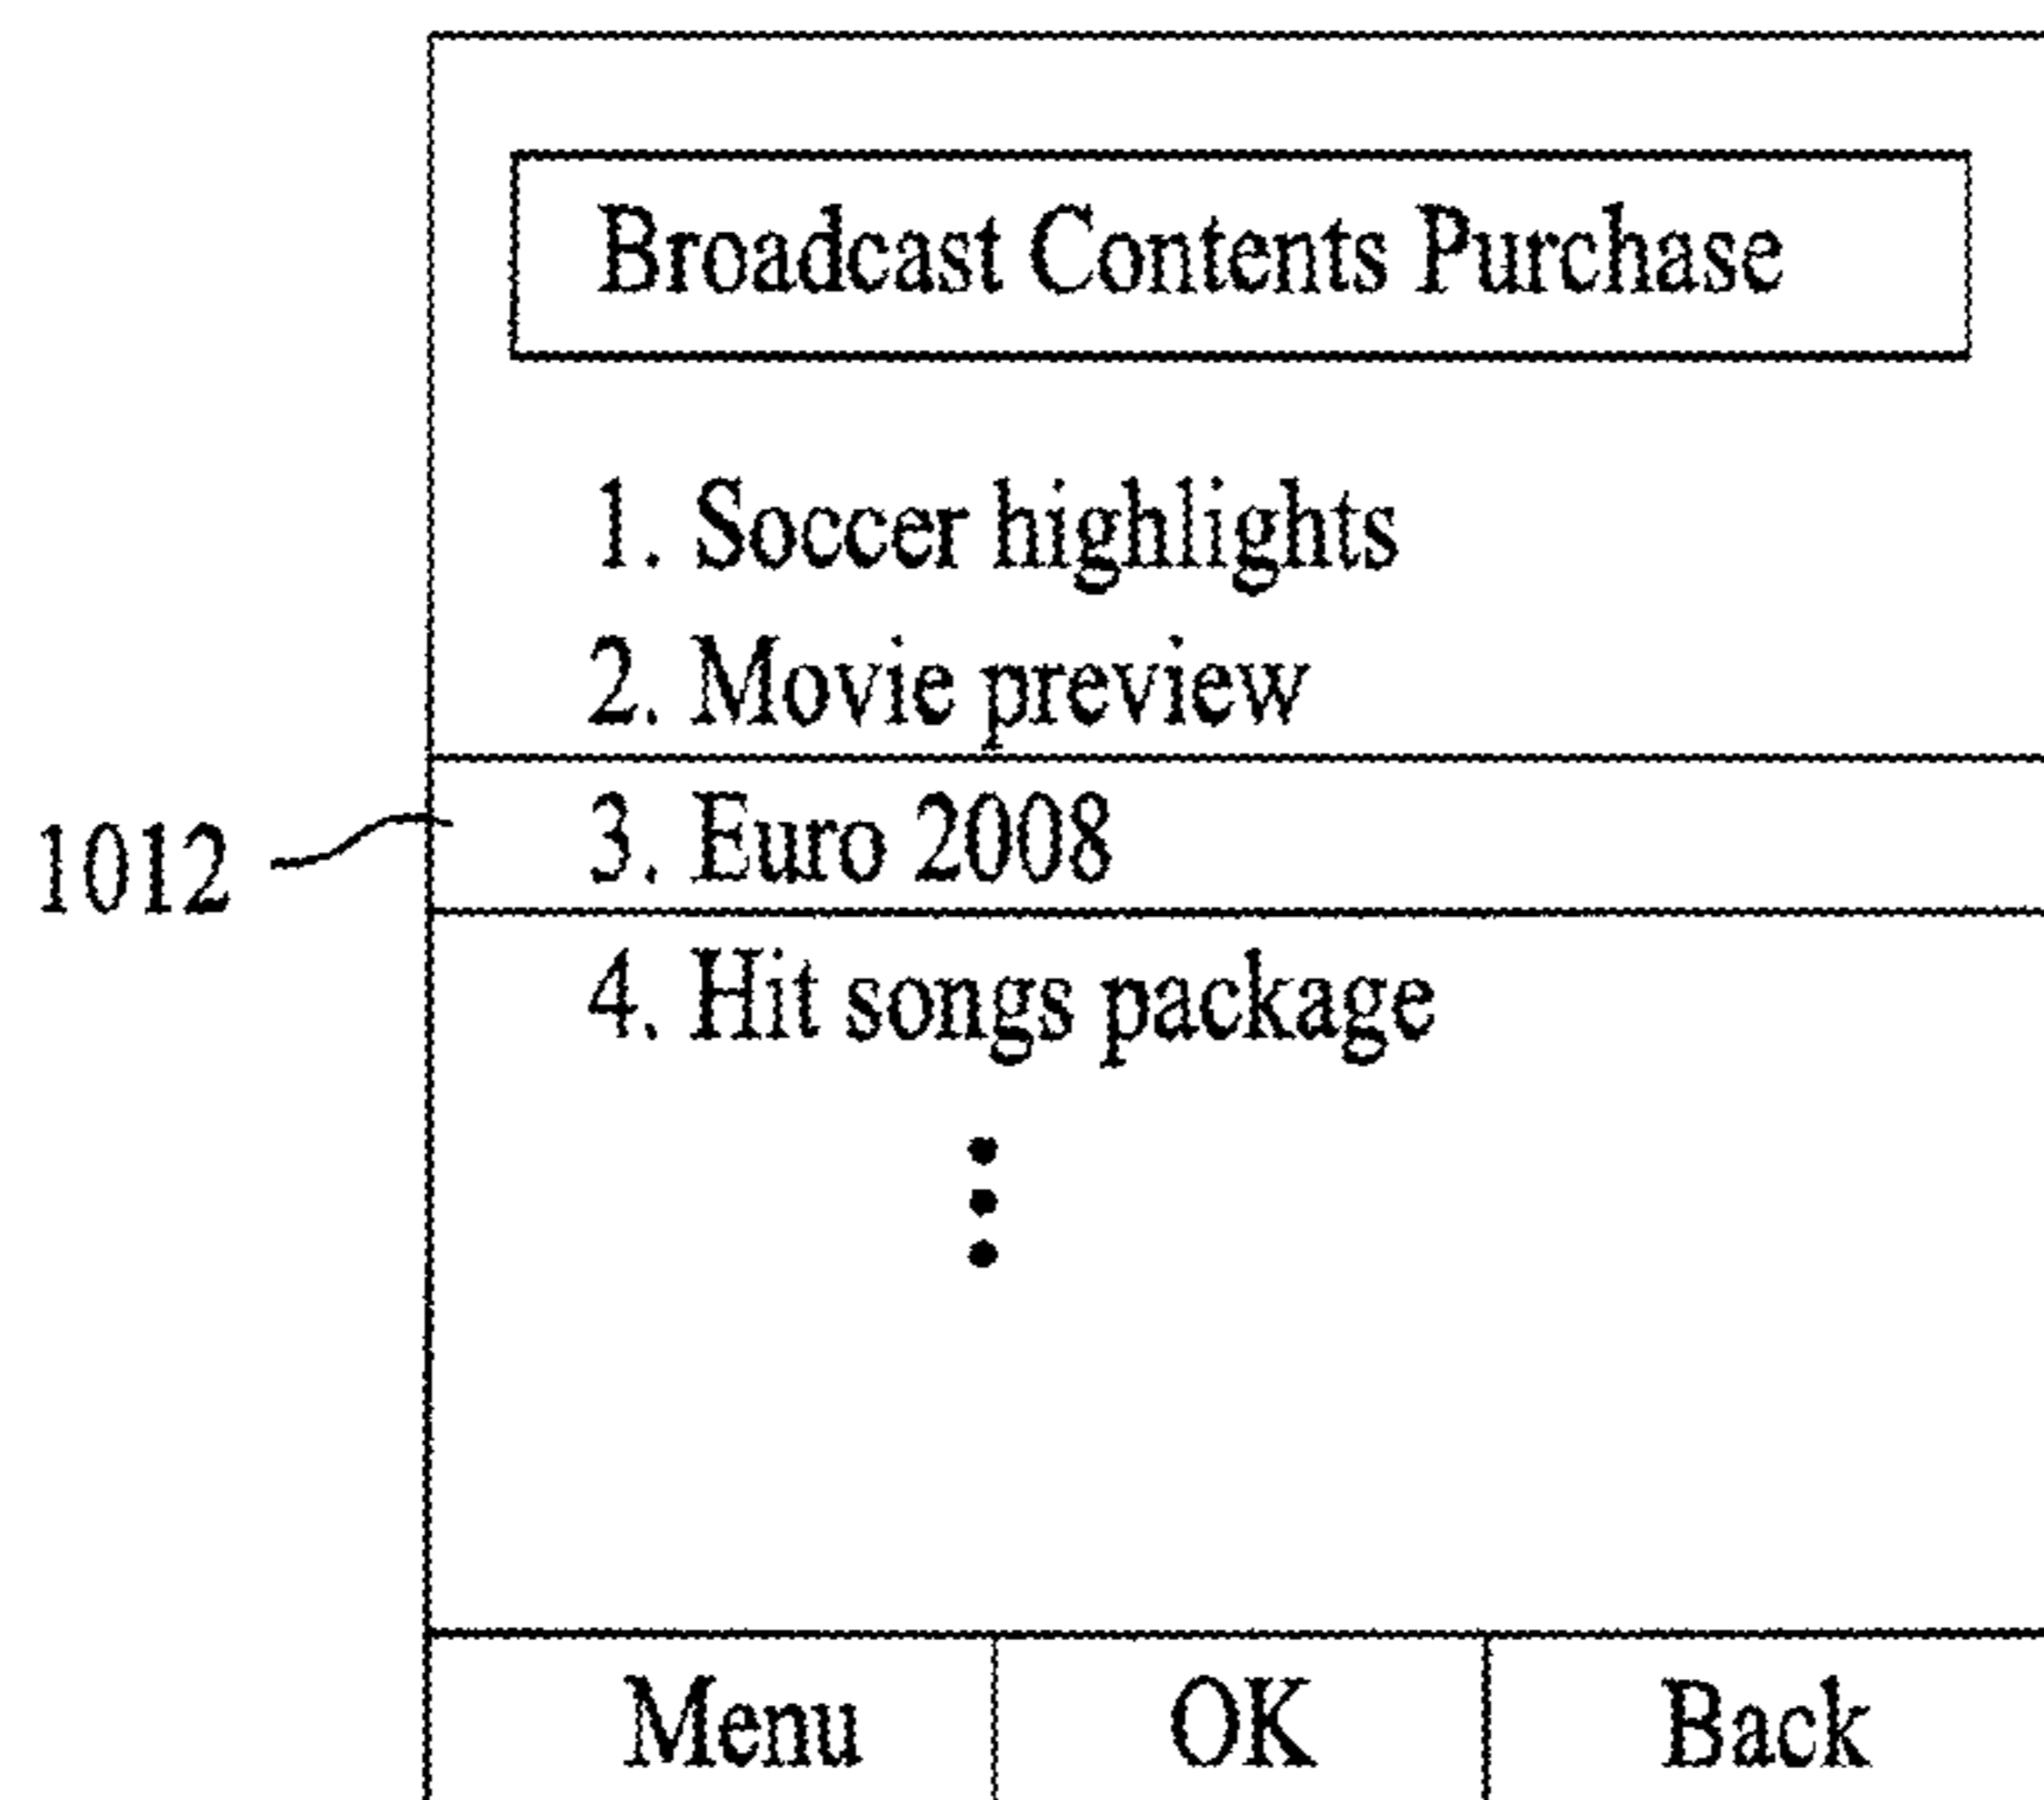 Broadcast Contents Purchase
1. Soccer highlights
2. Movie preview
1012
3. Euro 2008
4. Hit songs package
Menu OK Back